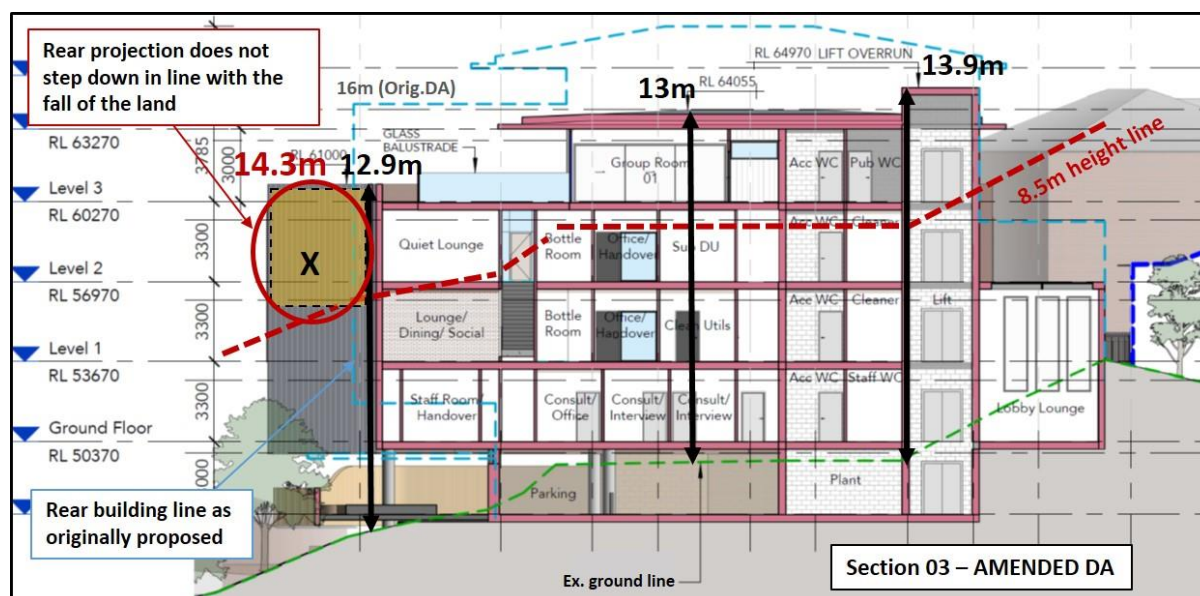 Rear projection does not
step down in line with the
fall of the land
16m (Orig.DA)
RL 64970 LIFT OVERRUN
RL 64055
13m
13.9m
RL 63270
GLASS
BALUSTRADE
RL 61000
14.3m
12.9m
3785
3000
Group Room
01
Acc WC
Pub WC
8.5m height line
Level 3
RL 60270
3300
Quiet Lounge
Bottle
Room
Office/
Handover
Sub DU
Acc WC
Cleaner
X
Level 2
RL 56970
3300
Lounge/
Dining/ Social
Bottle
Room
Office/
Handover
Clean Utils
Acc WC
Cleaner
Lift
Level 1
RL 53670
3300
Staff Room/
Handover
Consult/
Office
Consult/
Interview
Consult/
Interview
Acc WC
Staff WC
Lobby Lounge
Ground Floor
RL 50370
Parking
Plant
Rear building line as
originally proposed
Ex. ground line
Section 03 – AMENDED DA